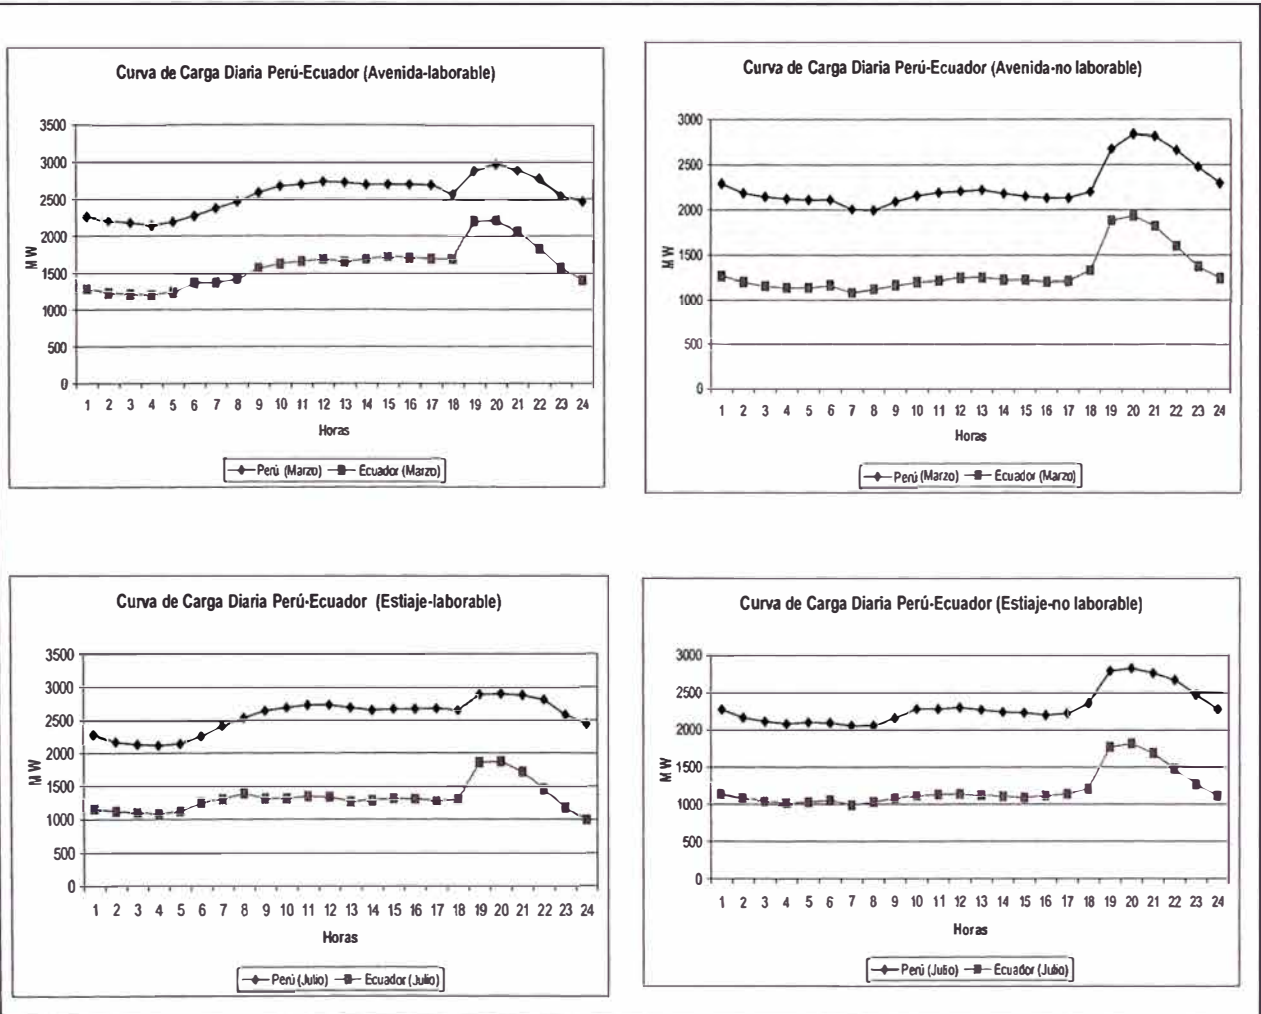 Curva de Carga Diaria Perú-Ecuador (Avenida-laborable)
3500
3000
2500
2000
1500
1000
500
0
MW
1 2 3 4 5 6 7 8 9 10 11 12 13 14 15 16 17 18 19 20 21 22 23 24
Horas
Perú (Marzo) Ecuador (Marzo)
Curva de Carga Diaria Perú-Ecuador (Avenida-no laborable)
3000
2500
2000
1500
1000
500
0
MW
1 2 3 4 5 6 7 8 9 10 11 12 13 14 15 16 17 18 19 20 21 22 23 24
Horas
Perú (Marzo) Ecuador (Marzo)
Curva de Carga Diaria Perú-Ecuador (Estiaje-laborable)
3500
3000
2500
2000
1500
1000
500
0
MW
1 2 3 4 5 6 7 8 9 10 11 12 13 14 15 16 17 18 19 20 21 22 23 24
Horas
Perú (Julio) Ecuador (Julio)
Curva de Carga Diaria Perú-Ecuador (Estiaje-no laborable)
3000
2500
2000
1500
1000
500
0
MW
1 2 3 4 5 6 7 8 9 10 11 12 13 14 15 16 17 18 19 20 21 22 23 24
Horas
Perú (Julio) Ecuador (Julio)